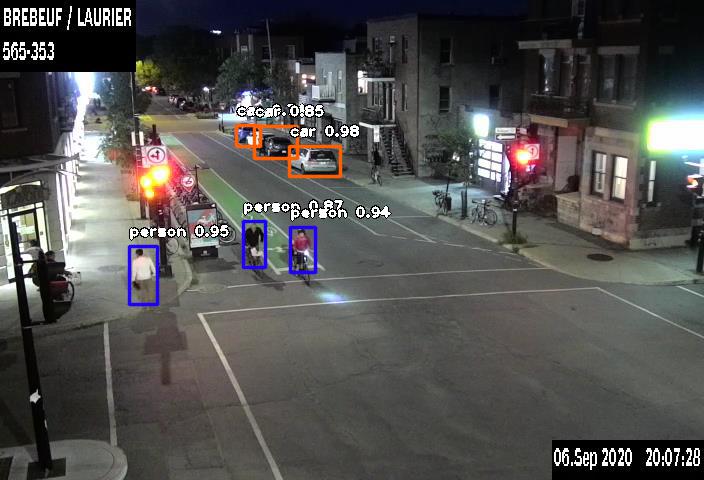 BREBEUF / LAURIER
565-353
car 0.85
car 0.98
person 0.87
person 0.94
person 0.95
06.Sep 2020 20:07:28